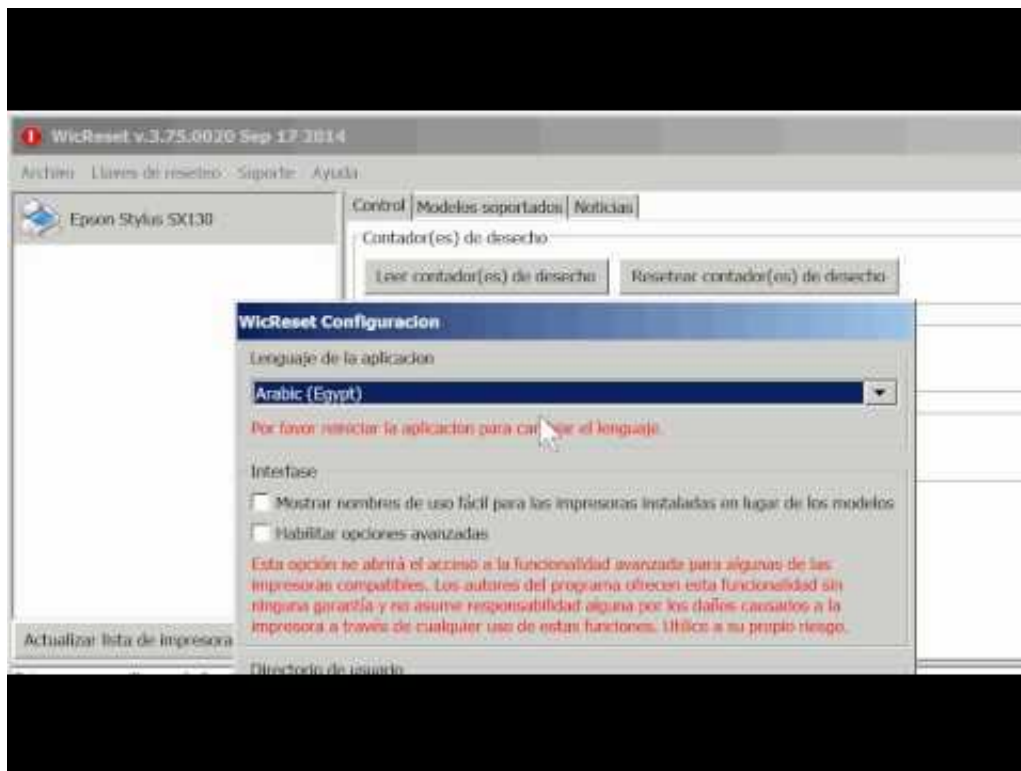 WicReset v.3.75.0020 Sep 17 2014
Archivo Llaves de reseteo Soporte Ayuda
Epson Stylus SX130
Control Modelos soportados Noticias
Contador(es) de desecho
Leer contador(es) de desecho Resetear contador(es) de desecho
WicReset Configuracion
Lenguaje de la aplicacion
Arabic (Egypt)
Por favor reiniciar la aplicacion para el lenguaje.
Interfase
Mostrar nombres de uso fácil para las impresoras instaladas en lugar de los modelos
Habilitar opciones avanzadas
Esta opción se abrirá el acceso a la funcionalidad avanzada para algunas de las
impresoras compatibles. Los autores del programa ofrecen esta funcionalidad sin
ninguna garantía y no asume responsabilidad alguna por los daños causados a la
impresora a través de cualquier uso de estas funciones. Utilice a su propio riesgo.
Actualizar lista de impresora
Directorio de usuario